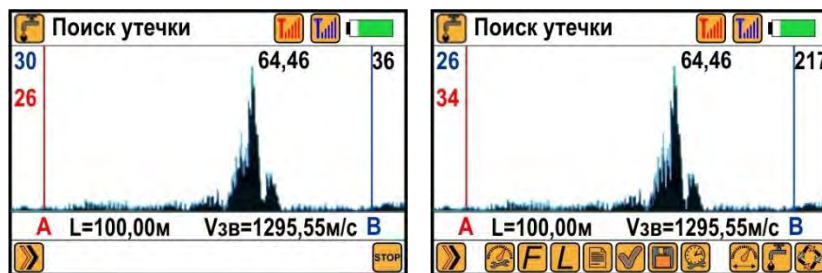 Поиск утечки
30 64,46 36
26
A L=100,00м Vзв=1295,55м/с B
STOP
Поиск утечки
26 64,46 217
34
A L=100,00м Vзв=1295,55м/с B
F L